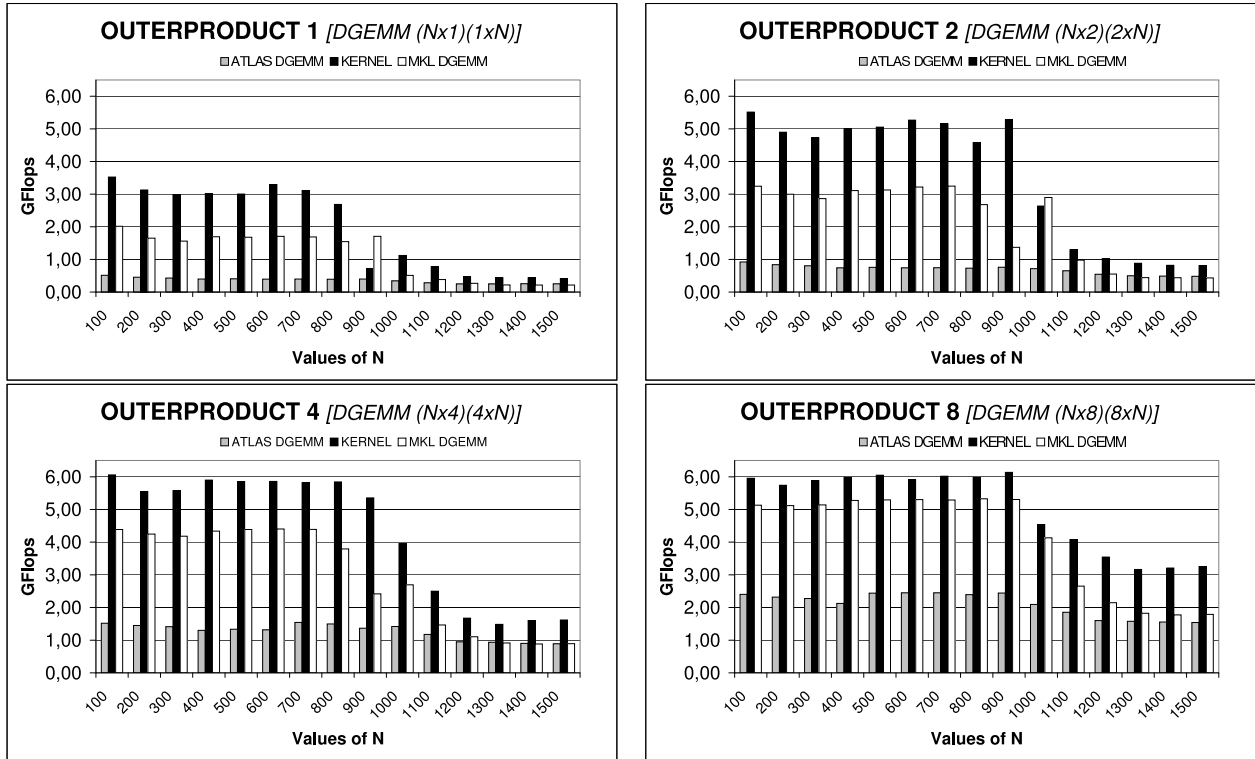 OUTERPRODUCT 1 [DGEMM (Nx1)(1xN)]
ATLAS DGEMM KERNEL MKL DGEMM
6,00
5,00
4,00
3,00
2,00
1,00
0,00
GFlops
100 200 300 400 500 600 700 800 900 1000 1100 1200 1300 1400 1500
Values of N
OUTERPRODUCT 2 [DGEMM (Nx2)(2xN)]
ATLAS DGEMM KERNEL MKL DGEMM
6,00
5,00
4,00
3,00
2,00
1,00
0,00
GFlops
100 200 300 400 500 600 700 800 900 1000 1100 1200 1300 1400 1500
Values of N
OUTERPRODUCT 4 [DGEMM (Nx4)(4xN)]
ATLAS DGEMM KERNEL MKL DGEMM
6,00
5,00
4,00
3,00
2,00
1,00
0,00
GFlops
100 200 300 400 500 600 700 800 900 1000 1100 1200 1300 1400 1500
Values of N
OUTERPRODUCT 8 [DGEMM (Nx8)(8xN)]
ATLAS DGEMM KERNEL MKL DGEMM
6,00
5,00
4,00
3,00
2,00
1,00
0,00
GFlops
100 200 300 400 500 600 700 800 900 1000 1100 1200 1300 1400 1500
Values of N